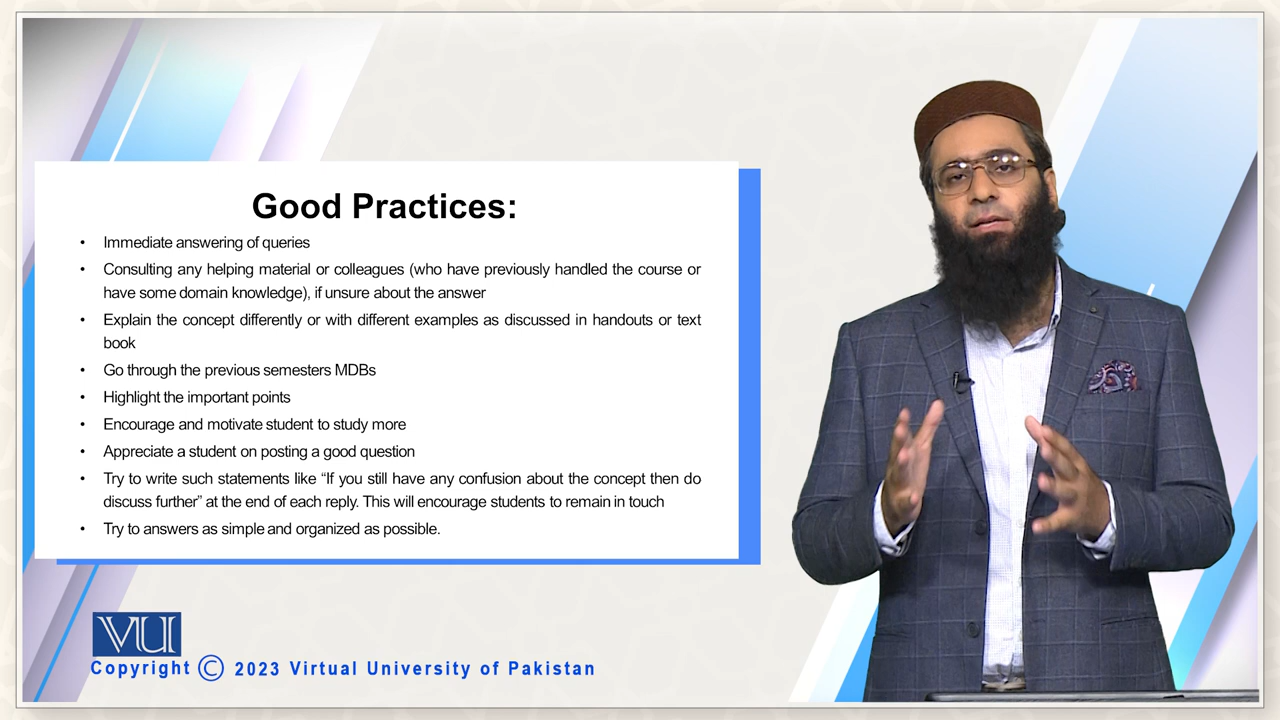 Good Practices:
• Immediate answering of queries
• Consulting any helping material or colleagues (who have previously handled the course or
have some domain knowledge), if unsure about the answer
• Explain the concept differently or with different examples as discussed in handouts or text
book
• Go through the previous semesters MDBs
• Highlight the important points
• Encourage and motivate student to study more
• Appreciate a student on posting a good question
• Try to write such statements like “If you still have any confusion about the concept then do
discuss further” at the end of each reply. This will encourage students to remain in touch
• Try to answers as simple and organized as possible.
VU
Copyright © 2023 Virtual University of Pakistan